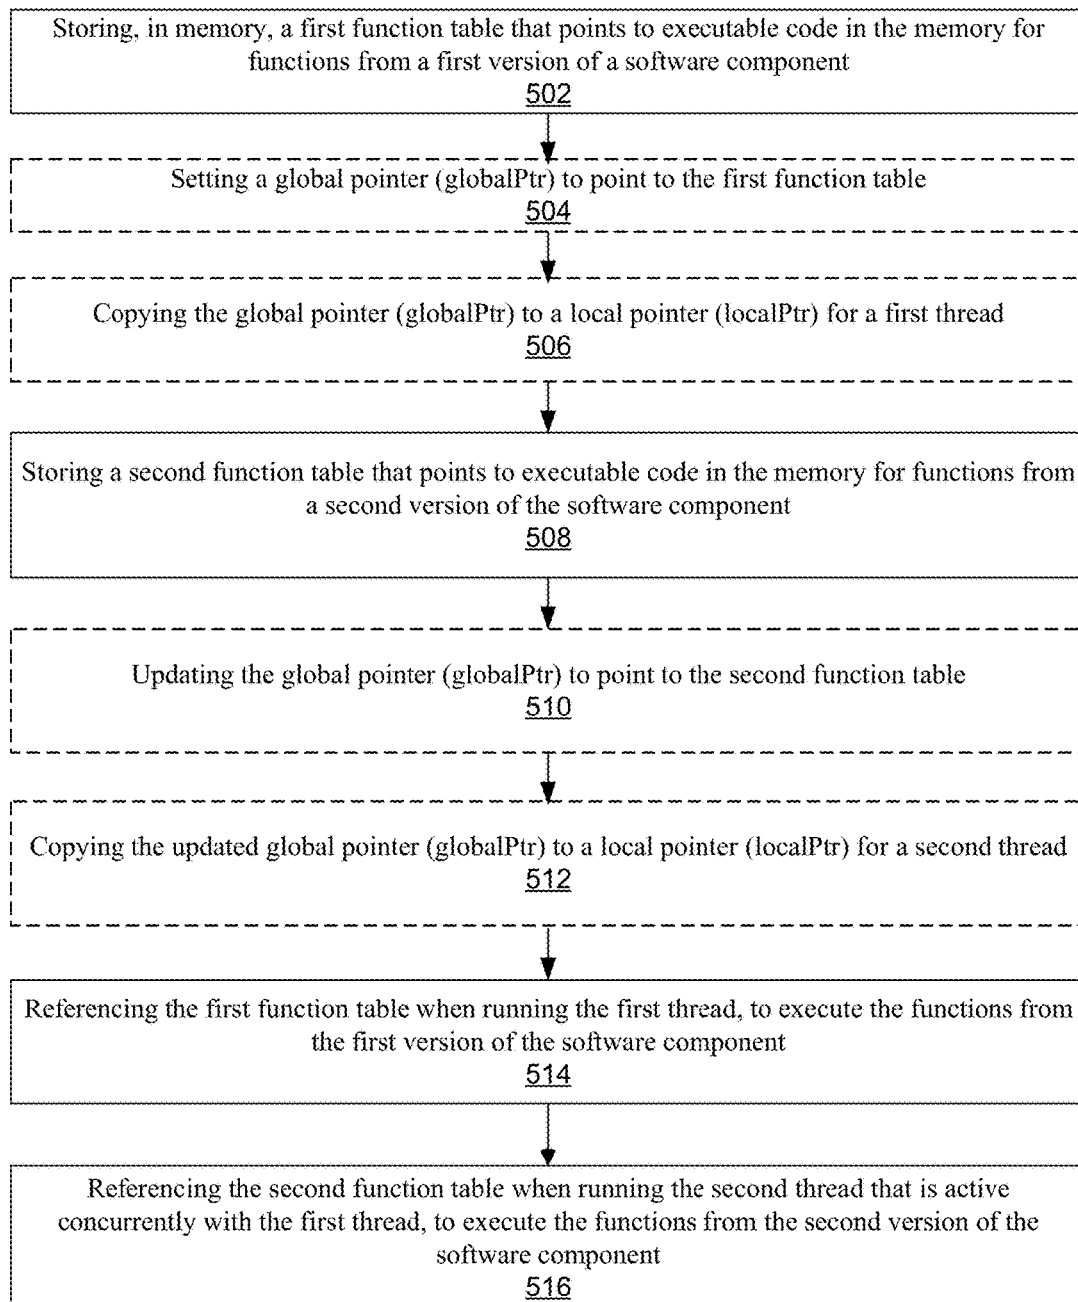 Storing, in memory, a first function table that points to executable code in the memory for
functions from a first version of a software component
502
Setting a global pointer (globalPtr) to point to the first function table
504
Copying the global pointer (globalPtr) to a local pointer (localPtr) for a first thread
506
Storing a second function table that points to executable code in the memory for functions from
a second version of the software component
508
Updating the global pointer (globalPtr) to point to the second function table
510
Copying the updated global pointer (globalPtr) to a local pointer (localPtr) for a second thread
512
Referencing the first function table when running the first thread, to execute the functions from
the first version of the software component
514
Referencing the second function table when running the second thread that is active
concurrently with the first thread, to execute the functions from the second version of the
software component
516